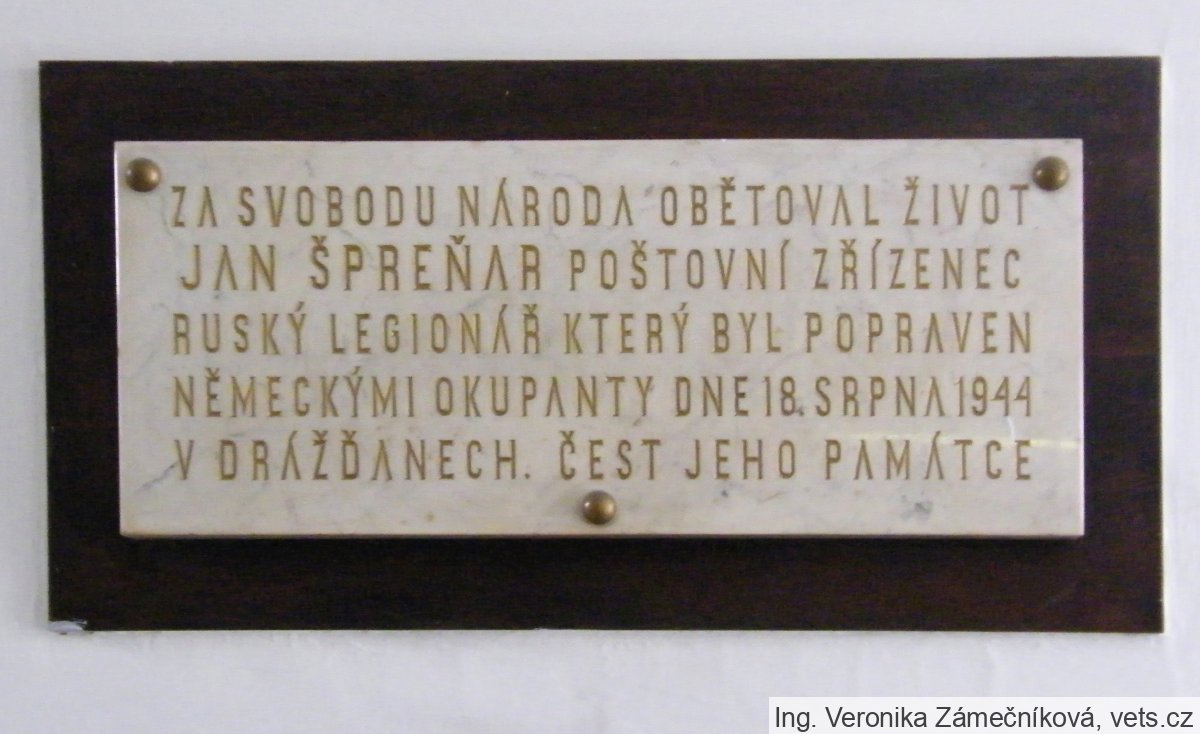 ZA SVOBODU NÁRODA OBĚTOVAL ŽIVOT
JAN ŠPREŇAR POŠTOVNÍ ZŘÍZENEC
RUSKÝ LEGIONÁŘ KTERÝ BYL POPRAVEN
NĚMECKÝMI OKUPANTY DNE 18. SRPNA 1944
V DRÁŽĎANECH. ČEST JEHO PAMÁTCE
Ing. Veronika Zámečníková, vets.cz